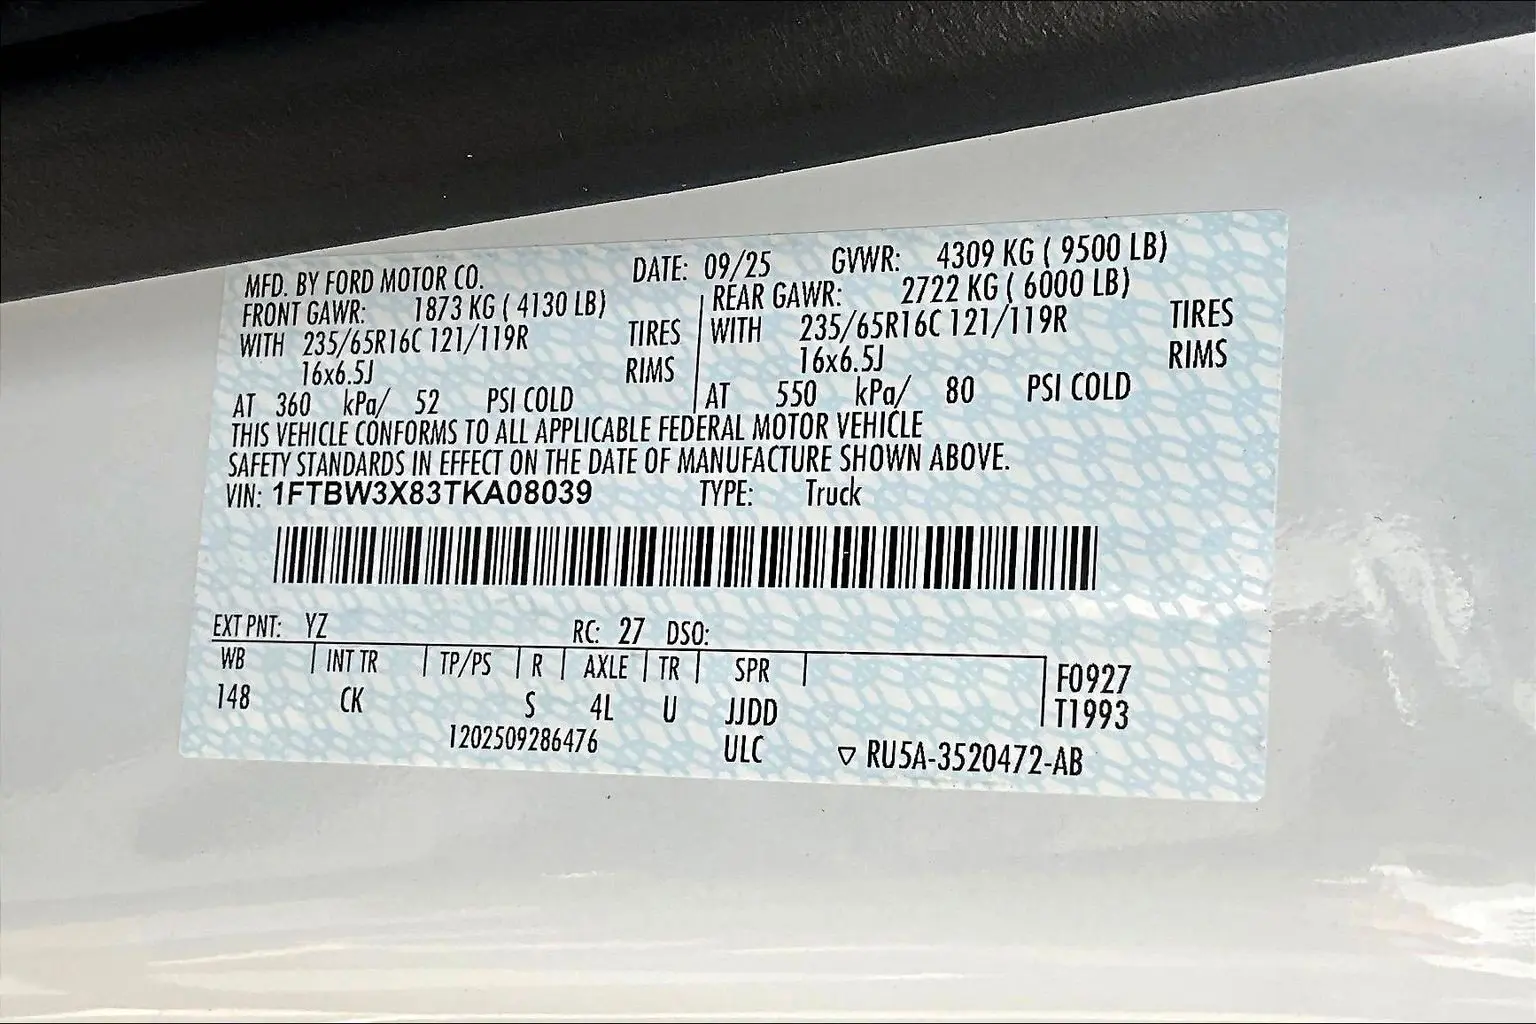 MFD. BY FORD MOTOR CO. DATE: 09/25 GVWR: 4309 KG ( 9500 LB)
FRONT GAWR: 1873 KG ( 4130 LB) REAR GAWR: 2722 KG ( 6000 LB)
WITH 235/65R16C 121/119R TIRES WITH 235/65R16C 121/119R TIRES
16x6.5J RIMS 16x6.5J RIMS
AT 360 kPa/ 52 PSI COLD AT 550 kPa/ 80 PSI COLD
THIS VEHICLE CONFORMS TO ALL APPLICABLE FEDERAL MOTOR VEHICLE
SAFETY STANDARDS IN EFFECT ON THE DATE OF MANUFACTURE SHOWN ABOVE.
VIN: 1FTBW3X83TKA08039 TYPE: Truck
EXT PNT: YZ RC: 27 DSO:
WB INT TR TP/PS R AXLE TR SPR F0927
148 CK S 4L U JJDD T1993
1202509286476 ULC ▽ RU5A-3520472-AB